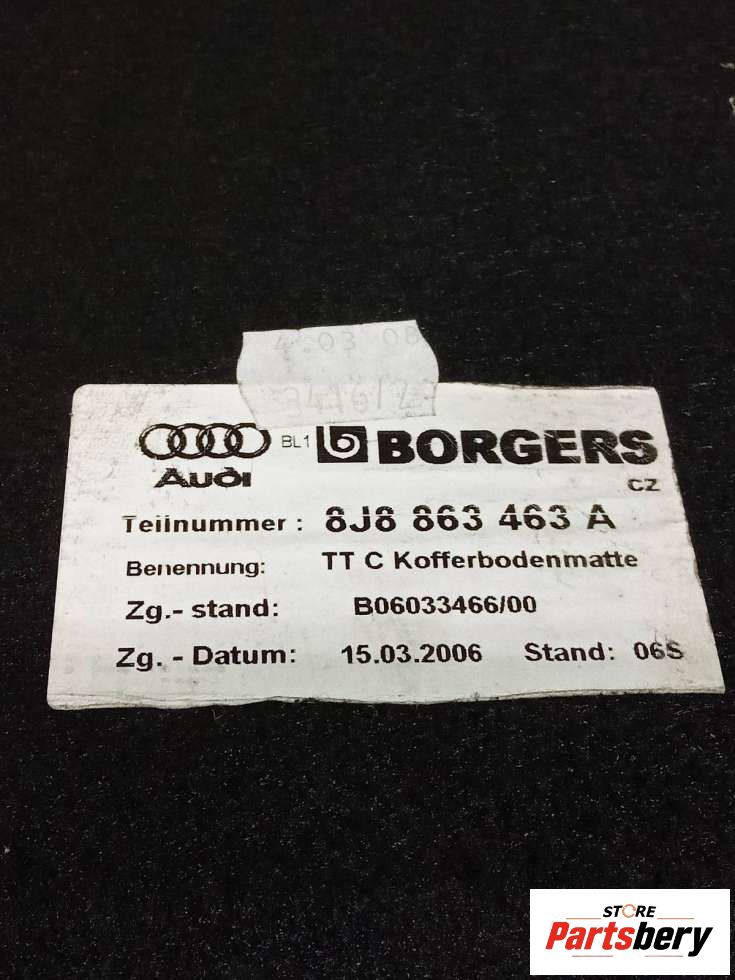 4.03 08
Audi
BL1
BORGERS
CZ
Teilnummer : 8J8 863 463 A
Benennung: TT C Kofferbodenmatte
Zg.- stand: B06033466/00
Zg. - Datum: 15.03.2006 Stand: 06S
STORE
Partsbery